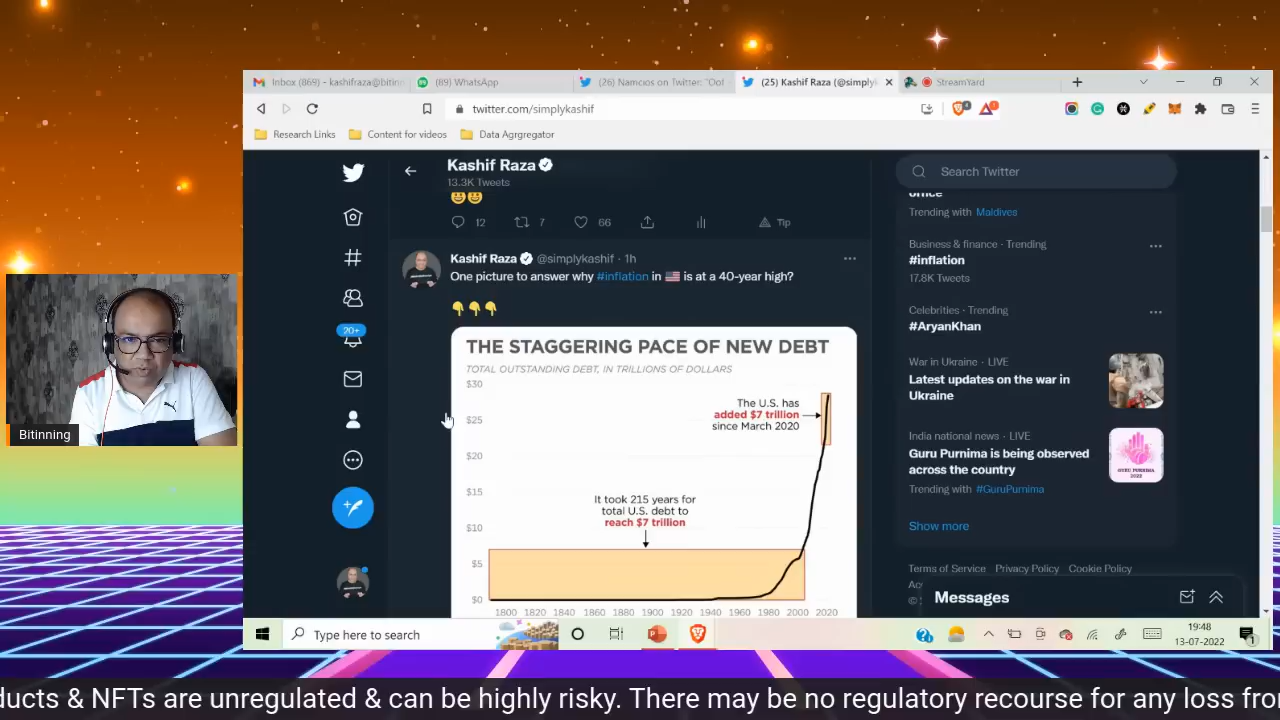 Inbox (869) - kashifraza@bitinn
(89) WhatsApp
(26) Namcios on Twitter: "Oot
(25) Kashif Raza (@simplyk
StreamYard
twitter.com/simplykashif
Research Links
Content for videos
Data Agrgregator
Kashif Raza
13.3K Tweets
12
7
66
Tip
Kashif Raza @simplykashif · 1h
One picture to answer why #inflation in 🇺🇸 is at a 40-year high?
👇👇👇
THE STAGGERING PACE OF NEW DEBT
TOTAL OUTSTANDING DEBT, IN TRILLIONS OF DOLLARS
$30
$25
$20
$15
$10
$5
$0
The U.S. has
added $7 trillion
since March 2020
It took 215 years for
total U.S. debt to
reach $7 trillion
1800 1820 1840 1860 1880 1900 1920 1940 1960 1980 2000 2020
20+
Search Twitter
office
Trending with Maldives
Business & finance · Trending
#inflation
17.8K Tweets
Celebrities · Trending
#AryanKhan
War in Ukraine · LIVE
Latest updates on the war in
Ukraine
India national news · LIVE
Guru Purnima is being observed
across the country
Trending with #GuruPurnima
GURU PURNIMA
2022
Show more
Terms of Service Privacy Policy Cookie Policy
Messages
Bitinning
Type here to search
19:48
13-07-2022
ducts & NFTs are unregulated & can be highly risky. There may be no regulatory recourse for any loss fro